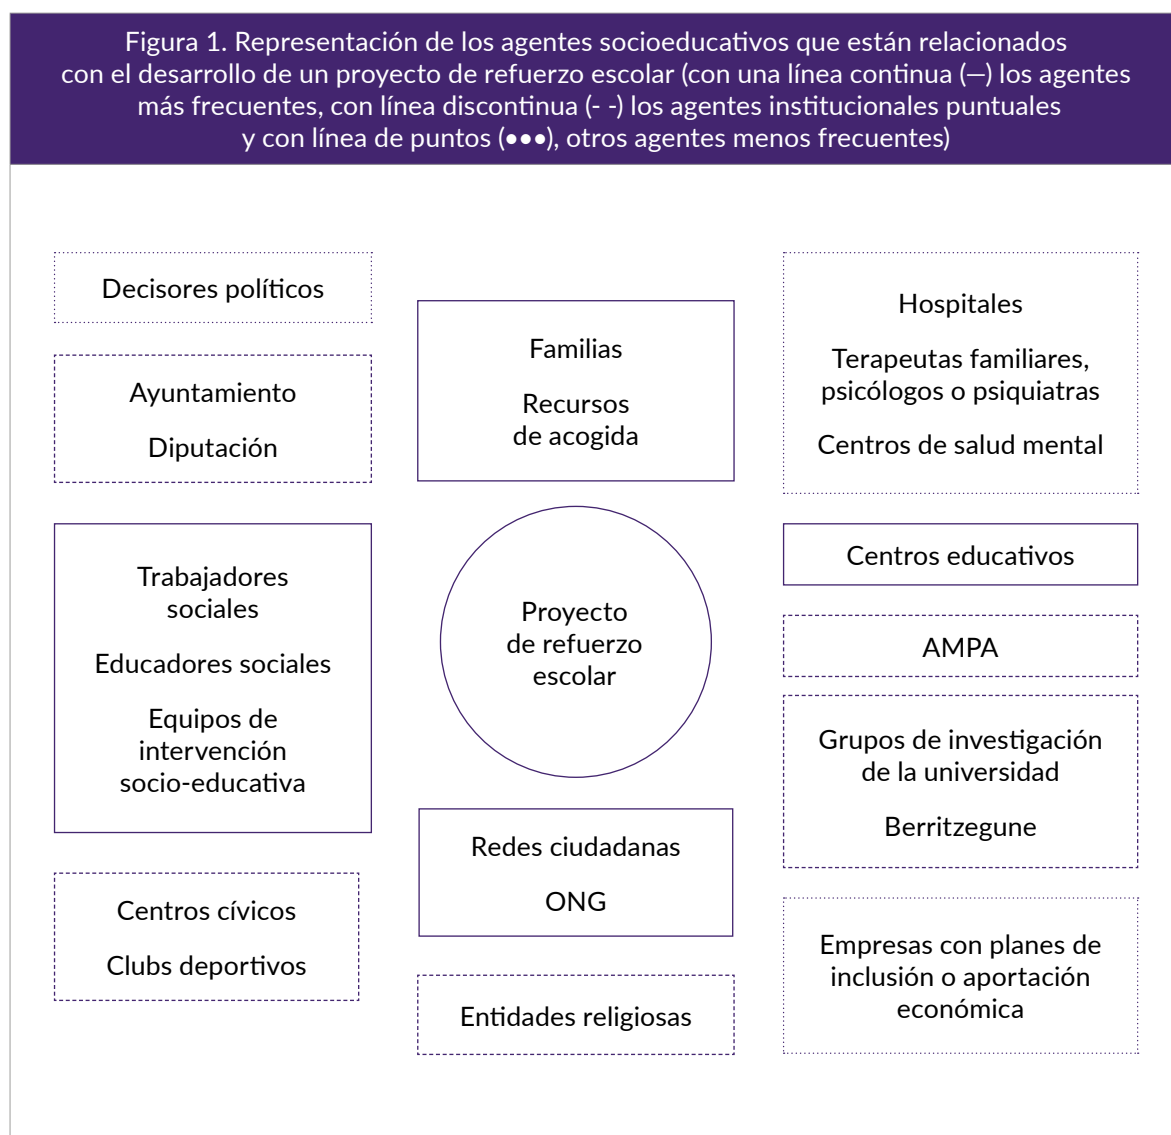 Figura 1. Representación de los agentes socioeducativos que están relacionados
con el desarrollo de un proyecto de refuerzo escolar (con una línea continua (—) los agentes
más frecuentes, con línea discontinua (- -) los agentes institucionales puntuales
y con línea de puntos (•••), otros agentes menos frecuentes)
Decisores políticos
Ayuntamiento
Diputación
Trabajadores
sociales
Educadores sociales
Equipos de
intervención
socio-educativa
Centros cívicos
Clubs deportivos
Familias
Recursos
de acogida
Proyecto
de refuerzo
escolar
Redes ciudadanas
ONG
Entidades religiosas
Hospitales
Terapeutas familiares,
psicólogos o psiquiatras
Centros de salud mental
Centros educativos
AMPA
Grupos de investigación
de la universidad
Berritzegune
Empresas con planes de
inclusión o aportación
económica